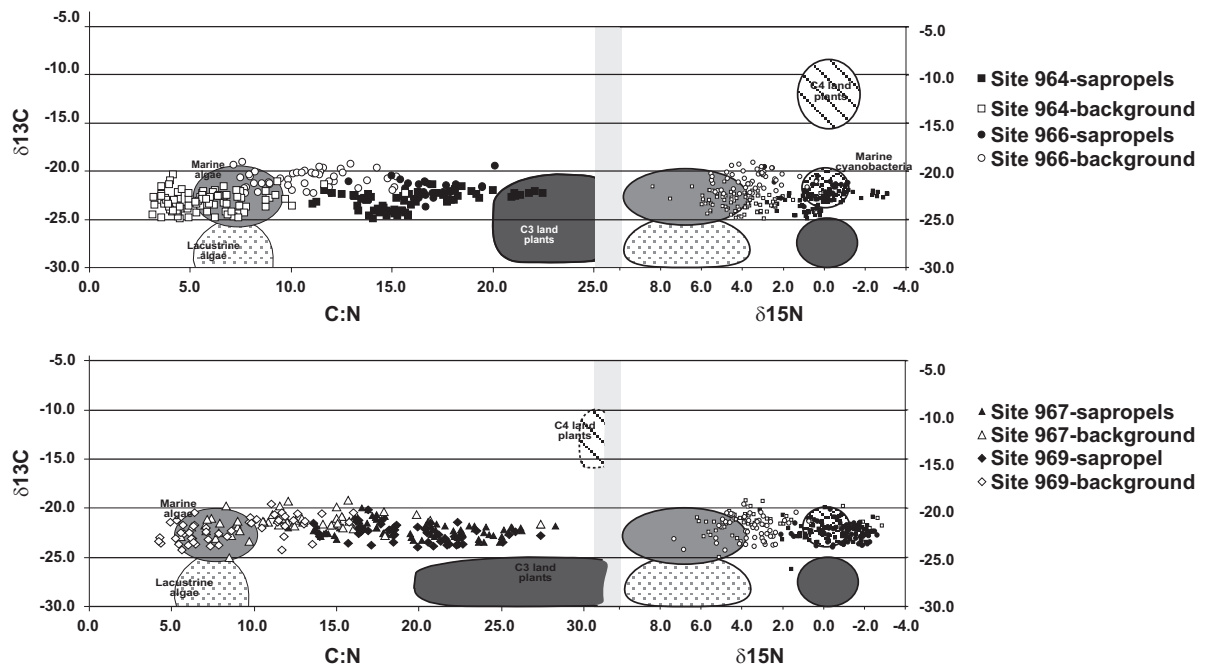 -5.0
-10.0
-15.0
-20.0
-25.0
-30.0
δ13C
Marine algae
Lacustrine algae
C3 land plants
C4 land plants
Marine cyanobacteria
-5.0
-10.0
-15.0
-20.0
-25.0
-30.0
0.0 5.0 10.0 15.0 20.0 25.0 8.0 6.0 4.0 2.0 0.0 -2.0 -4.0
C:N δ15N
Site 964-sapropels
Site 964-background
Site 966-sapropels
Site 966-background
-5.0
-10.0
-15.0
-20.0
-25.0
-30.0
δ13C
C4 land plants
Marine algae
Lacustrine algae
C3 land plants
-5.0
-10.0
-15.0
-20.0
-25.0
-30.0
0.0 5.0 10.0 15.0 20.0 25.0 30.0 8.0 6.0 4.0 2.0 0.0 -2.0 -4.0
C:N δ15N
Site 967-sapropels
Site 967-background
Site 969-sapropel
Site 969-background